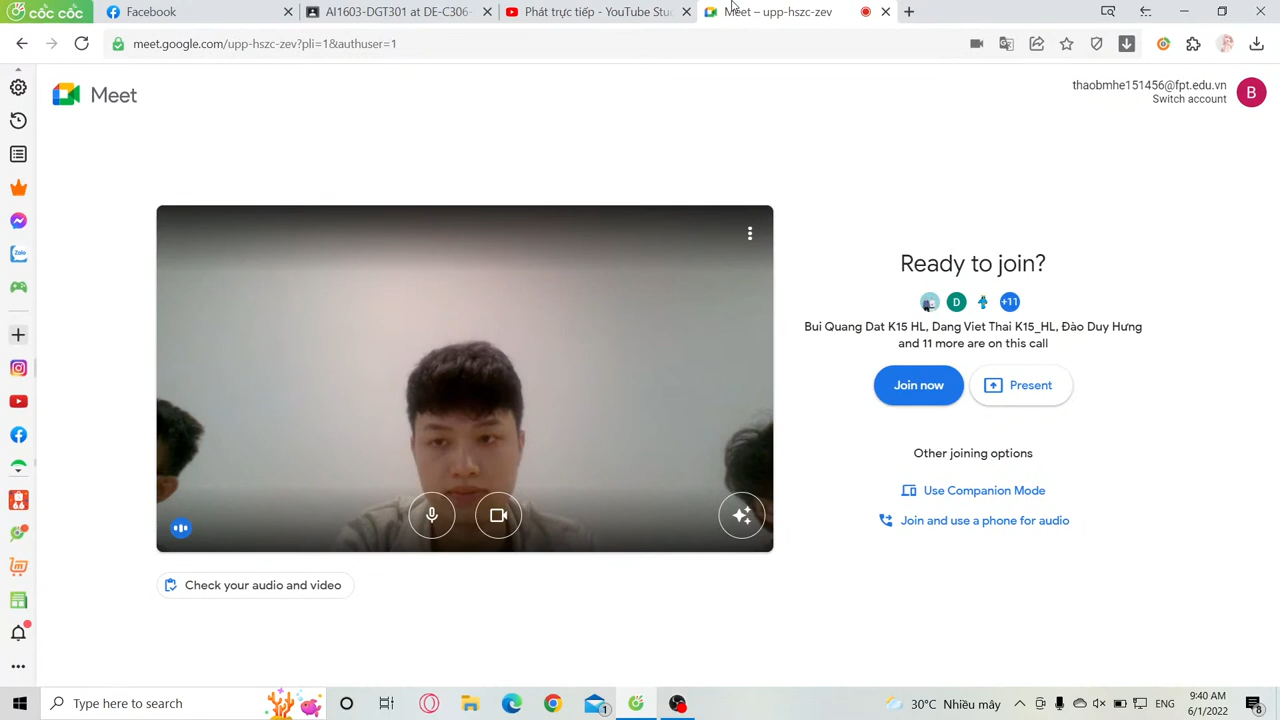 cốc cốc
Facebook
AI1603-DGT301 at DE-C306
Phát trực tiếp - YouTube Stu
Meet – upp-hszc-zev
meet.google.com/upp-hszc-zev?pli=1&authuser=1
Meet
thaobmhe151456@fpt.edu.vn
Switch account
B
Zalo
Ready to join?
D
+11
Bui Quang Dat K15 HL, Dang Viet Thai K15_HL, Đào Duy Hưng
and 11 more are on this call
Join now
Present
Other joining options
Use Companion Mode
Join and use a phone for audio
Check your audio and video
Type here to search
1
30°C Nhiều mây
ENG
9:40 AM
6/1/2022
8